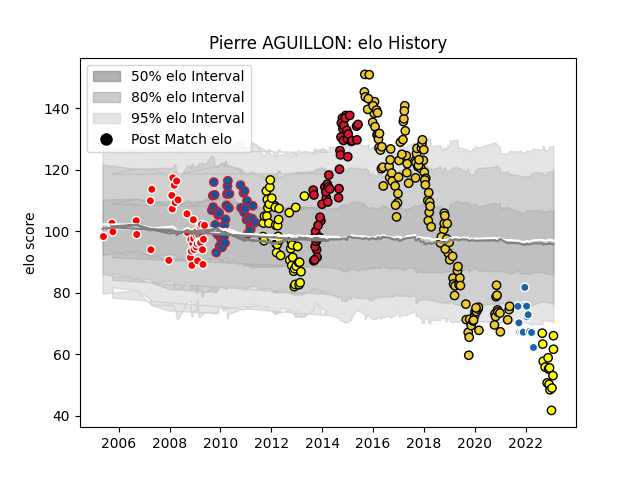 Pierre AGUILLON: elo History
50% elo Interval
80% elo Interval
95% elo Interval
Post Match elo
elo score
140
120
100
80
60
40
2006 2008 2010 2012 2014 2016 2018 2020 2022